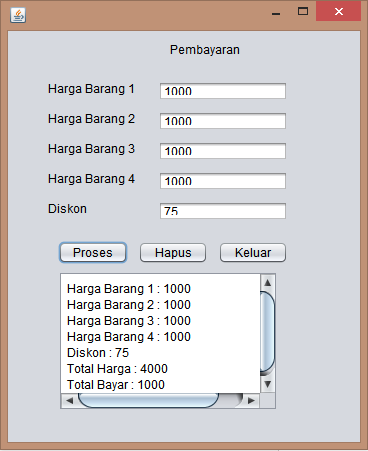 Pembayaran
Harga Barang 1 1000
Harga Barang 2 1000
Harga Barang 3 1000
Harga Barang 4 1000
Diskon 75
Proses Hapus Keluar
Harga Barang 1 : 1000
Harga Barang 2 : 1000
Harga Barang 3 : 1000
Harga Barang 4 : 1000
Diskon : 75
Total Harga : 4000
Total Bayar : 1000